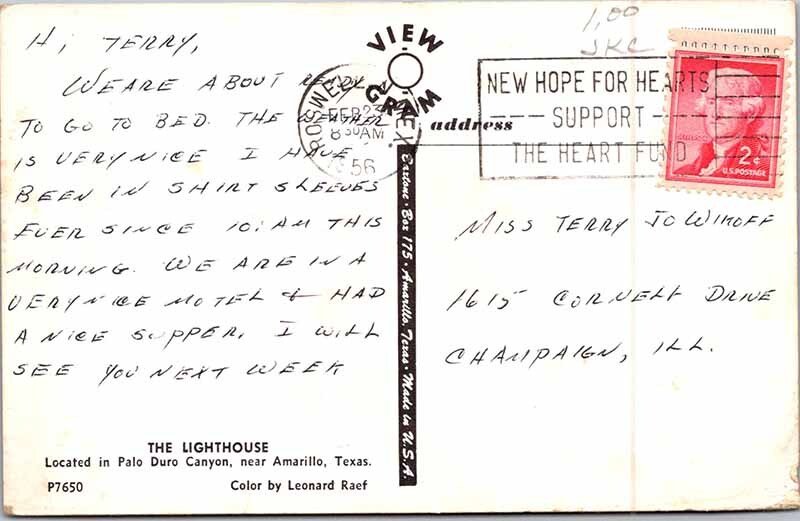 1,00
JKC
HI, TERRY,
WE ARE ABOUT READY
TO GO TO BED. THE WEATHER
IS VERY NICE I HAVE
BEEN IN SHIRT SLEEVES
EVER SINCE 10:AM THIS
MORNING. WE ARE IN A
VERY NICE MOTEL & HAD
A NICE SUPPER. I WILL
SEE YOU NEXT WEEK
THE LIGHTHOUSE
Located in Palo Duro Canyon, near Amarillo, Texas.
P7650 Color by Leonard Raef
VIEW
GRAM
address
Box 175 - Amarillo, Texas - Made in U.S.A.
FEB 23
8 30 AM
56
NEW HOPE FOR HEARTS
SUPPORT
THE HEART FUND
2¢
U.S. POSTAGE
MISS TERRY JO
1615 CORNELL DRIVE
CHAMPAIGN, ILL.